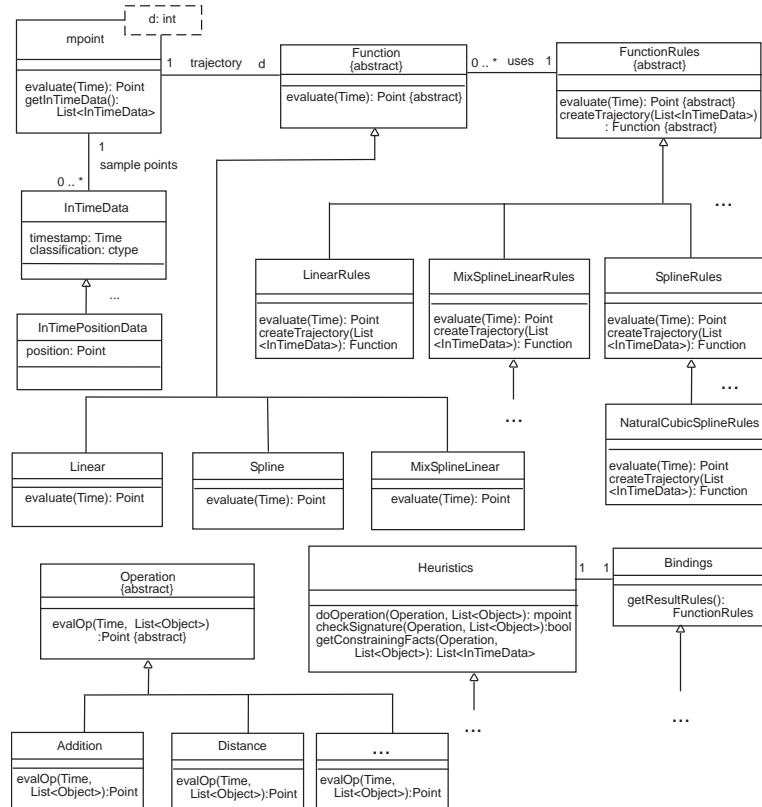 d: int
mpoint
evaluate(Time): Point
getInTimeData():
List<InTimeData>
1 trajectory d
Function
{abstract}
evaluate(Time): Point {abstract}
0 .. * uses 1
FunctionRules
{abstract}
evaluate(Time): Point {abstract}
createTrajectory(List<InTimeData>)
: Function {abstract}
1
sample points
0 .. *
InTimeData
timestamp: Time
classification: ctype
...
InTimePositionData
position: Point
...
LinearRules
evaluate(Time): Point
createTrajectory(List
<InTimeData>): Function
MixSplineLinearRules
evaluate(Time): Point
createTrajectory(List
<InTimeData>): Function
...
SplineRules
evaluate(Time): Point
createTrajectory(List
<InTimeData>): Function
...
NaturalCubicSplineRules
evaluate(Time): Point
createTrajectory(List
<InTimeData>): Function
Linear
evaluate(Time): Point
Spline
evaluate(Time): Point
MixSplineLinear
evaluate(Time): Point
Operation
{abstract}
evalOp(Time, List<Object>)
:Point {abstract}
Heuristics
doOperation(Operation, List<Object>): mpoint
checkSignature(Operation, List<Object>):bool
getConstrainingFacts(Operation,
List<Object>): List<InTimeData>
...
1 1
Bindings
getResultRules():
FunctionRules
...
Addition
evalOp(Time,
List<Object>):Point
Distance
evalOp(Time,
List<Object>):Point
...
evalOp(Time,
List<Object>):Point